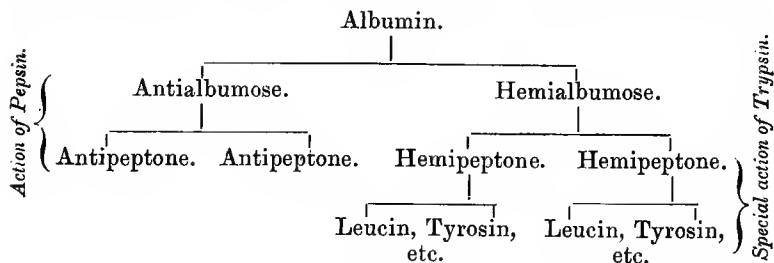 Albumin.
Antialbumose. Hemialbumose.
Antipeptone. Antipeptone. Hemipeptone. Hemipeptone.
Leucin, Tyrosin, Leucin, Tyrosin,
etc. etc.
Action of Pepsin.
Special action of Trypsin.